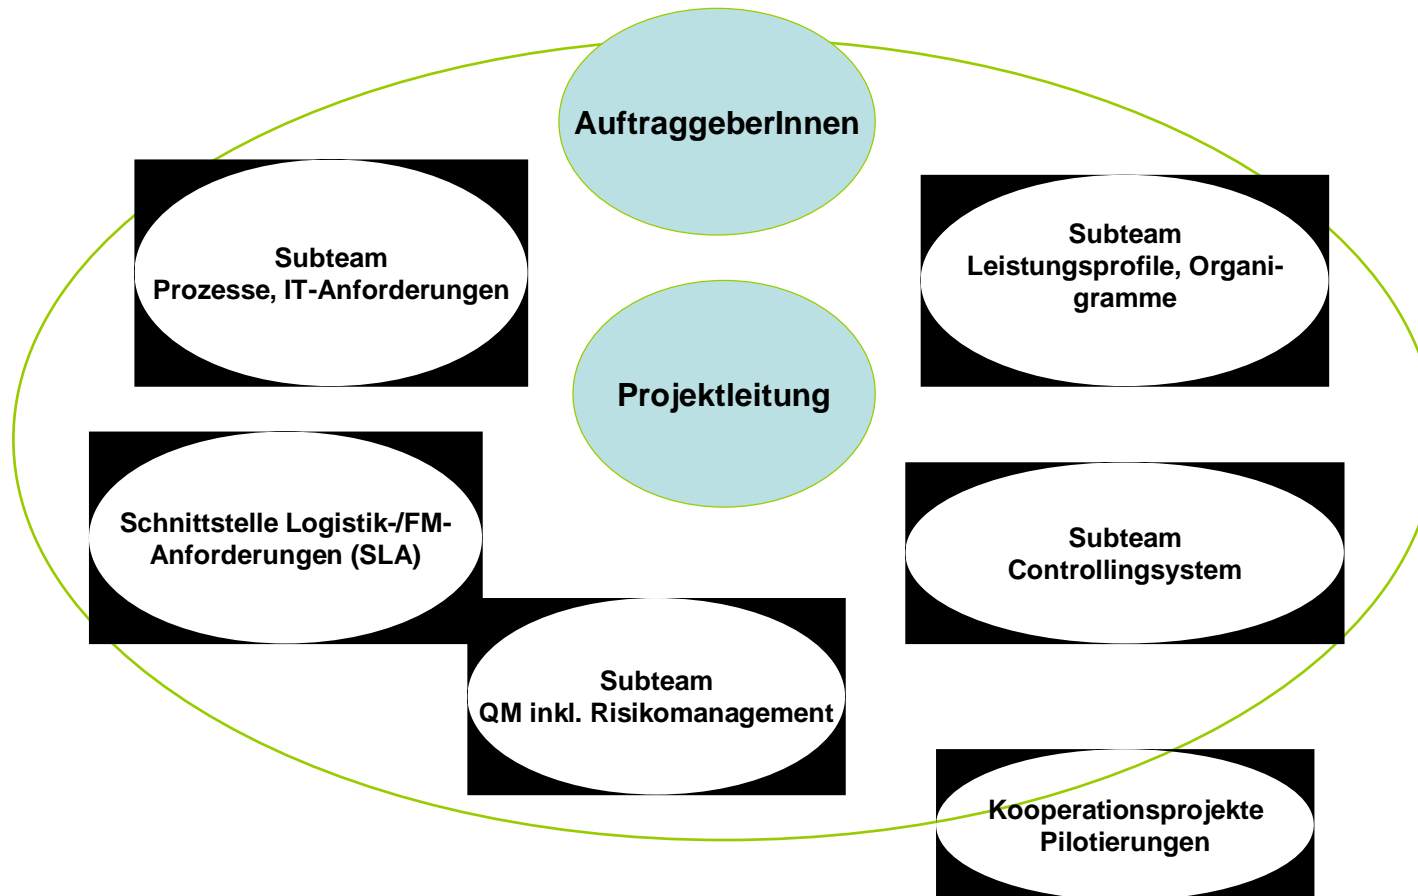 AuftraggeberInnen
Subteam
Prozesse, IT-Anforderungen
Subteam
Leistungsprofile, Organi-
gramme
Projektleitung
Schnittstelle Logistik-/FM-
Anforderungen (SLA)
Subteam
Controllingsystem
Subteam
QM inkl. Risikomanagement
Kooperationsprojekte
Pilotierungen